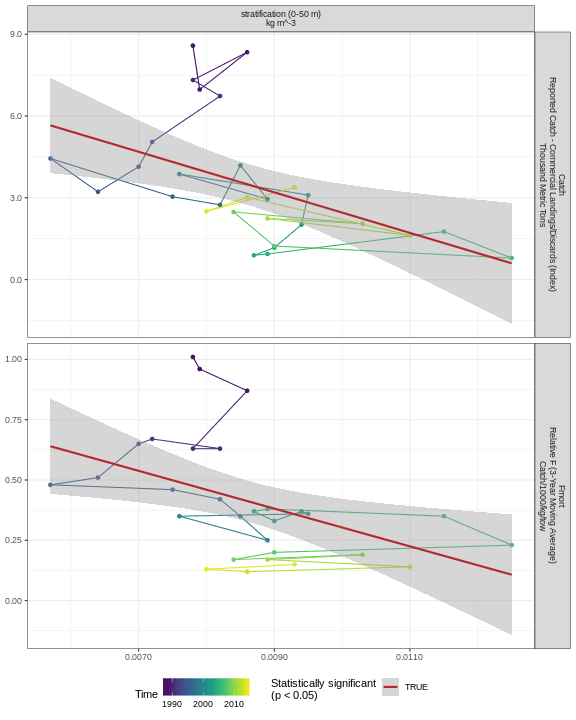 stratification (0-50 m)
kg m^-3
9.0
6.0
3.0
0.0
Catch
Reported Catch - Commercial Landings/Discards (Index)
Thousand Metric Tons
1.00
0.75
0.50
0.25
0.00
Fmort
Relative F (3-Year Moving Average)
Catch/1000/kg/tow
0.0070
0.0090
0.0110
Time
1990
2000
2010
Statistically significant
(p < 0.05)
TRUE